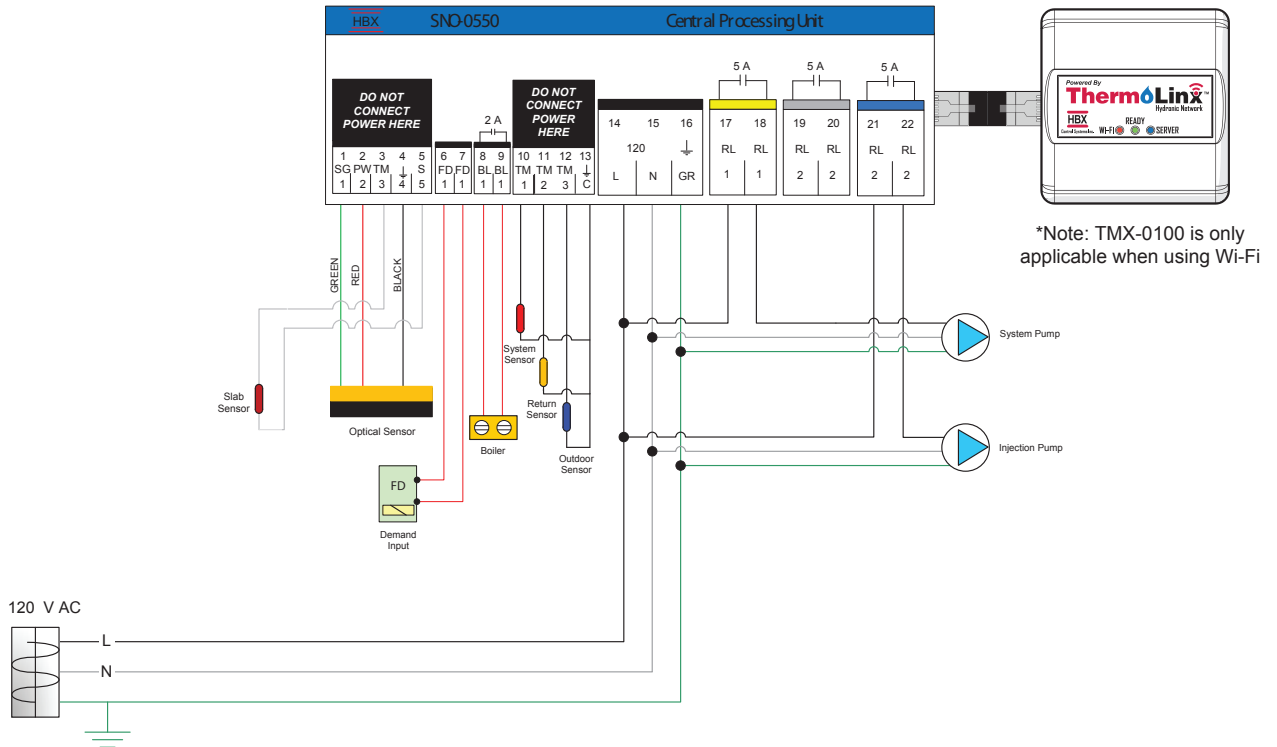 HBX SNO-0550 Central Processing Unit
DO NOT
CONNECT
POWER HERE
2 A
DO NOT
CONNECT
POWER
HERE
5 A
5 A
5 A
1 2 3 4 5
SG PW TM S
1 2 3 4 5
6 7
FD FD
1 1
8 9
BL BL
1 1
10 11 12 13
TM TM TM
1 2 3 C
14 15 16
120
L N GR
17 18
RL RL
1 1
19 20
RL RL
2 2
21 22
RL RL
2 2
Powered By
ThermoLinx™
Hydronic Network
HBX
Control Systems Inc.
READY
WI-FI SERVER
*Note: TMX-0100 is only
applicable when using Wi-Fi
GREEN
RED
BLACK
Slab
Sensor
Optical Sensor
FD
Demand
Input
Boiler
System
Sensor
Return
Sensor
Outdoor
Sensor
System Pump
Injection Pump
120 V AC
L
N